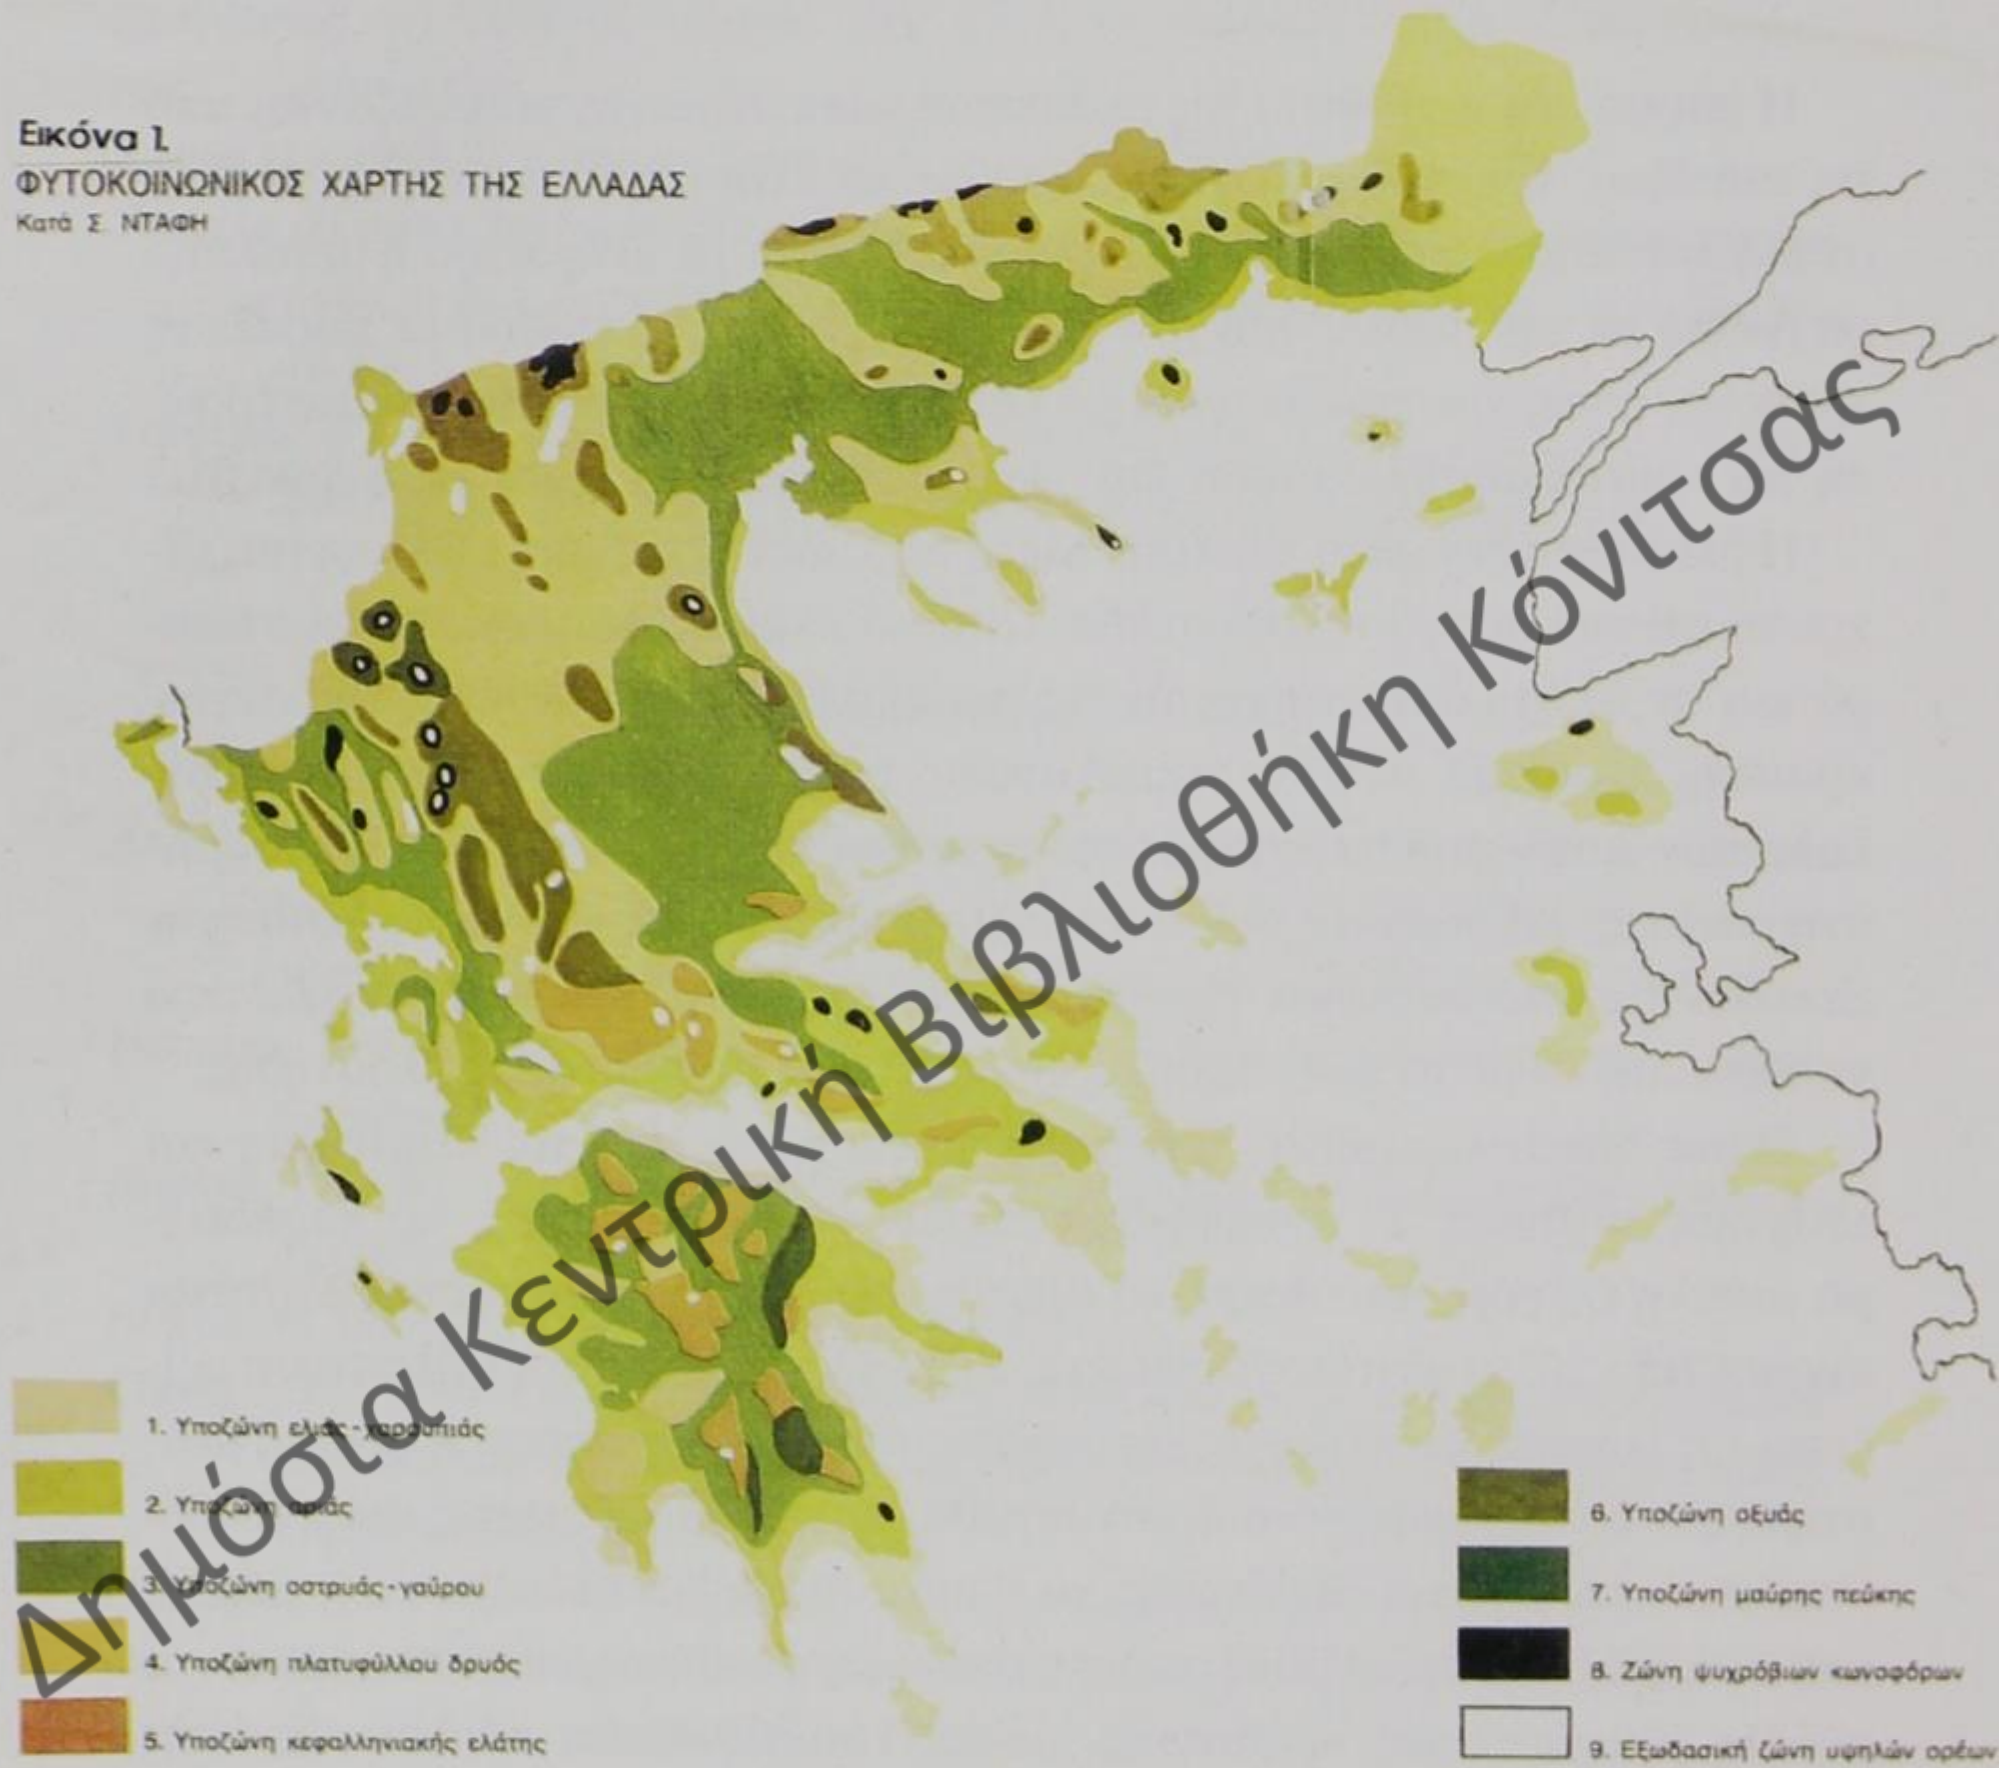 Εικόνα 1.
ΦΥΤΟΚΟΙΝΩΝΙΚΟΣ ΧΑΡΤΗΣ ΤΗΣ ΕΛΛΑΔΑΣ
Κατά Σ. ΝΤΑΦΗ
Δημόσια Κεντρική Βιβλιοθήκη Κόνιτσας
1. Υποζώνη ελιάς-χαρουπιάς
2. Υποζώνη αριάς
3. Υποζώνη οστρυάς-γαύρου
4. Υποζώνη πλατυφύλλου δρυός
5. Υποζώνη κεφαλληνιακής ελάτης
6. Υποζώνη οξυάς
7. Υποζώνη μαύρης πεύκης
8. Ζώνη ψυχρόβιων κωνοφόρων
9. Εξωδασική ζώνη υψηλών ορέων